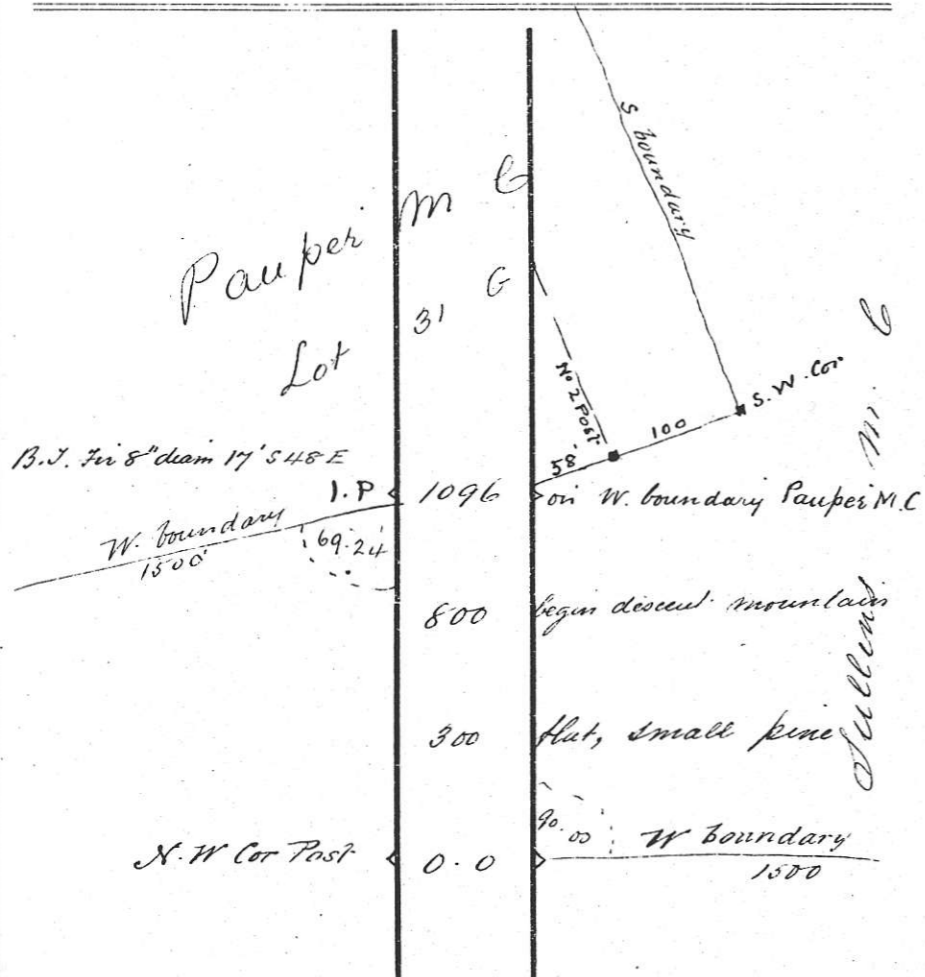 S boundary
Pauper M C
Lot 31 G
No 2 Post
58'
100
S. W. Cor
B.T. Fir 8" diam 17' S 48 E
I.P 1096 on W. boundary Pauper M.C
W. boundary
1500'
69.24'
800 begin descent mountain
300 flat, small pine
Sullins M. C
90.00
N. W Cor Post 0.0 W boundary
1500